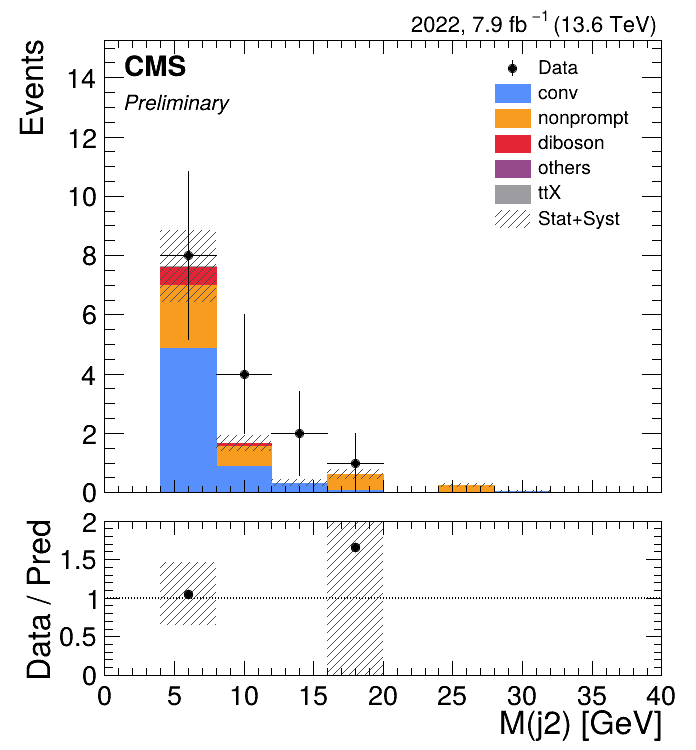 2022, 7.9 fb⁻¹ (13.6 TeV)
CMS
Preliminary
Data
conv
nonprompt
diboson
others
ttX
Stat+Syst
Events
14
12
10
8
6
4
2
0
Data / Pred
2
1.5
1
0.5
0
0 5 10 15 20 25 30 35 40
M(j2) [GeV]